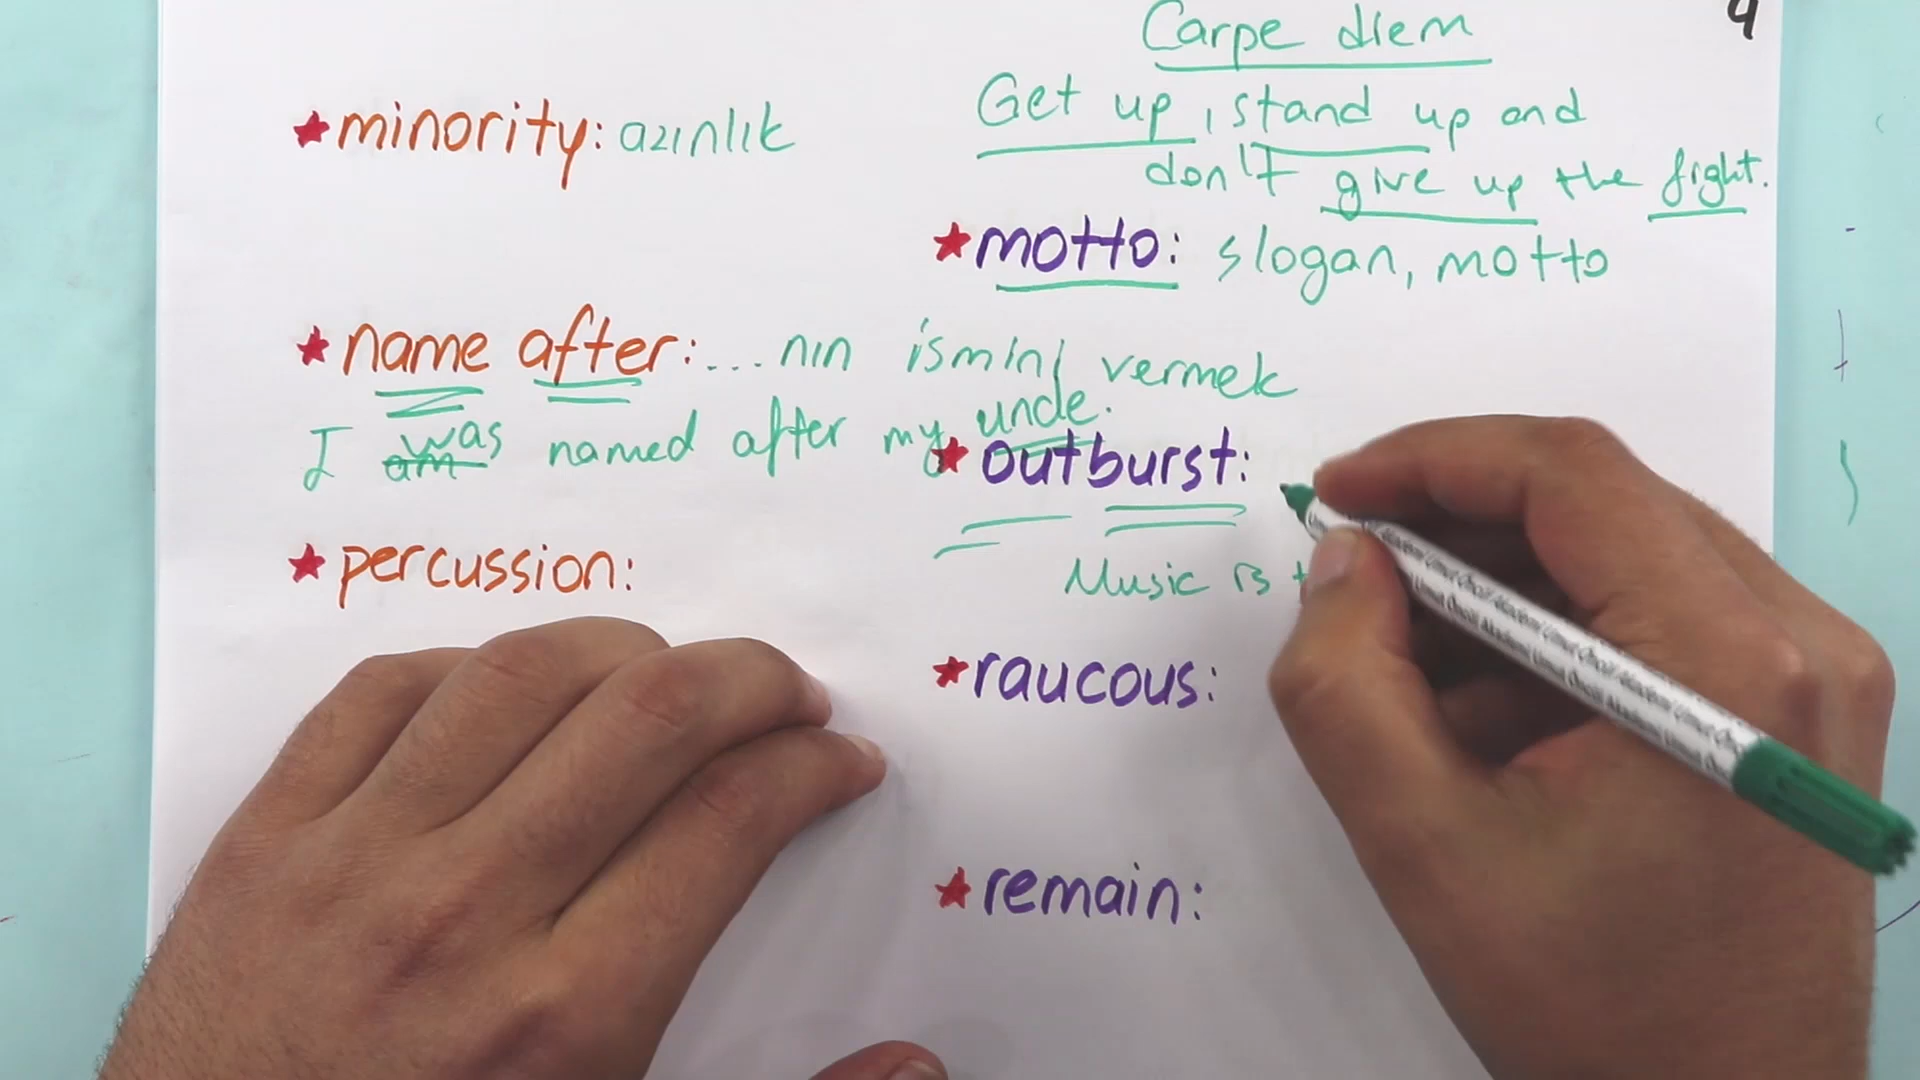 4
Carpe diem
Get up, stand up and
don't give up the fight.
★minority: azınlık
★motto: slogan, motto
★name after: ...nın ismini vermek
I am was named after my uncle.
★outburst:
★percussion:
Music is
★raucous:
★remain: